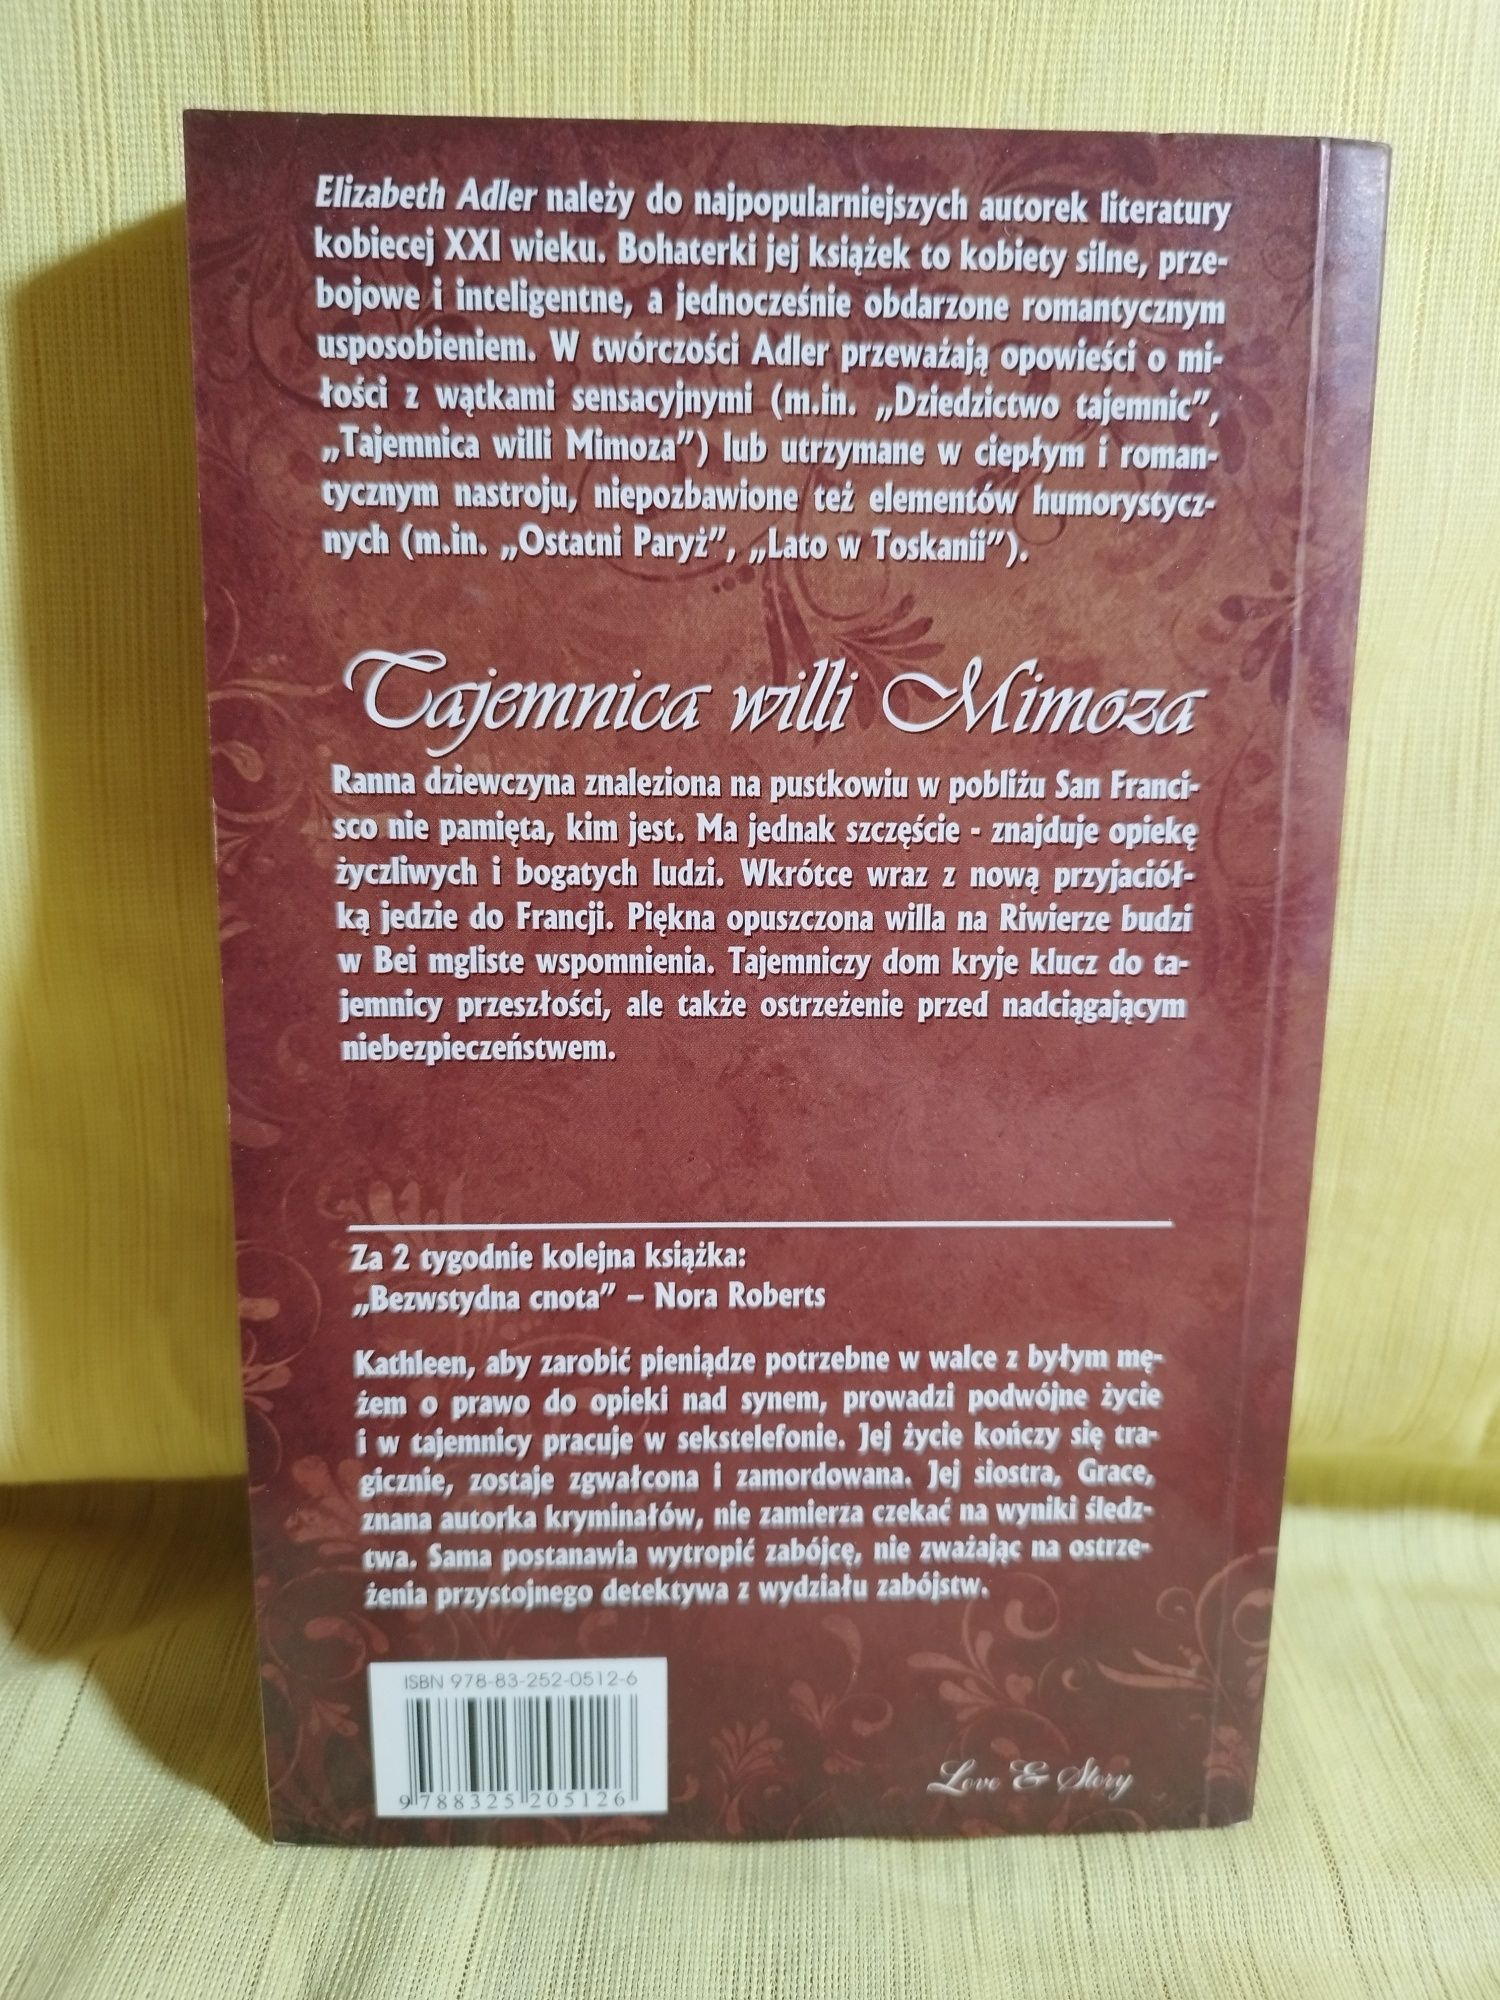 Elizabeth Adler należy do najpopularniejszych autorek literatury
kobiecej XXI wieku. Bohaterki jej książek to kobiety silne, prze-
bojowe i inteligentne, a jednocześnie obdarzone romantycznym
usposobieniem. W twórczości Adler przeważają opowieści o mi-
łości z wątkami sensacyjnymi (m.in. „Dziedzictwo tajemnic”,
„Tajemnica willi Mimoza”) lub utrzymane w ciepłym i roman-
tycznym nastroju, niepozbawione też elementów humorystycz-
nych (m.in. „Ostatni Paryż”, „Lato w Toskanii”).
Tajemnica willi Mimoza
Ranna dziewczyna znaleziona na pustkowiu w pobliżu San Franci-
sco nie pamięta, kim jest. Ma jednak szczęście - znajduje opiekę
życzliwych i bogatych ludzi. Wkrótce wraz z nową przyjaciół-
ką jedzie do Francji. Piękna opuszczona willa na Riwierze budzi
w Bei mgliste wspomnienia. Tajemniczy dom kryje klucz do ta-
jemnicy przeszłości, ale także ostrzeżenie przed nadciągającym
niebezpieczeństwem.
Za 2 tygodnie kolejna książka:
„Bezwstydna cnota” – Nora Roberts
Kathleen, aby zarobić pieniądze potrzebne w walce z byłym mę-
żem o prawo do opieki nad synem, prowadzi podwójne życie
i w tajemnicy pracuje w sekstelefonie. Jej życie kończy się tra-
gicznie, zostaje zgwałcona i zamordowana. Jej siostra, Grace,
znana autorka kryminałów, nie zamierza czekać na wyniki śledz-
twa. Sama postanawia wytropić zabójcę, nie zważając na ostrze-
żenia przystojnego detektywa z wydziału zabójstw.
ISBN 978-83-252-0512-6
9 788325 205126
Love & Story